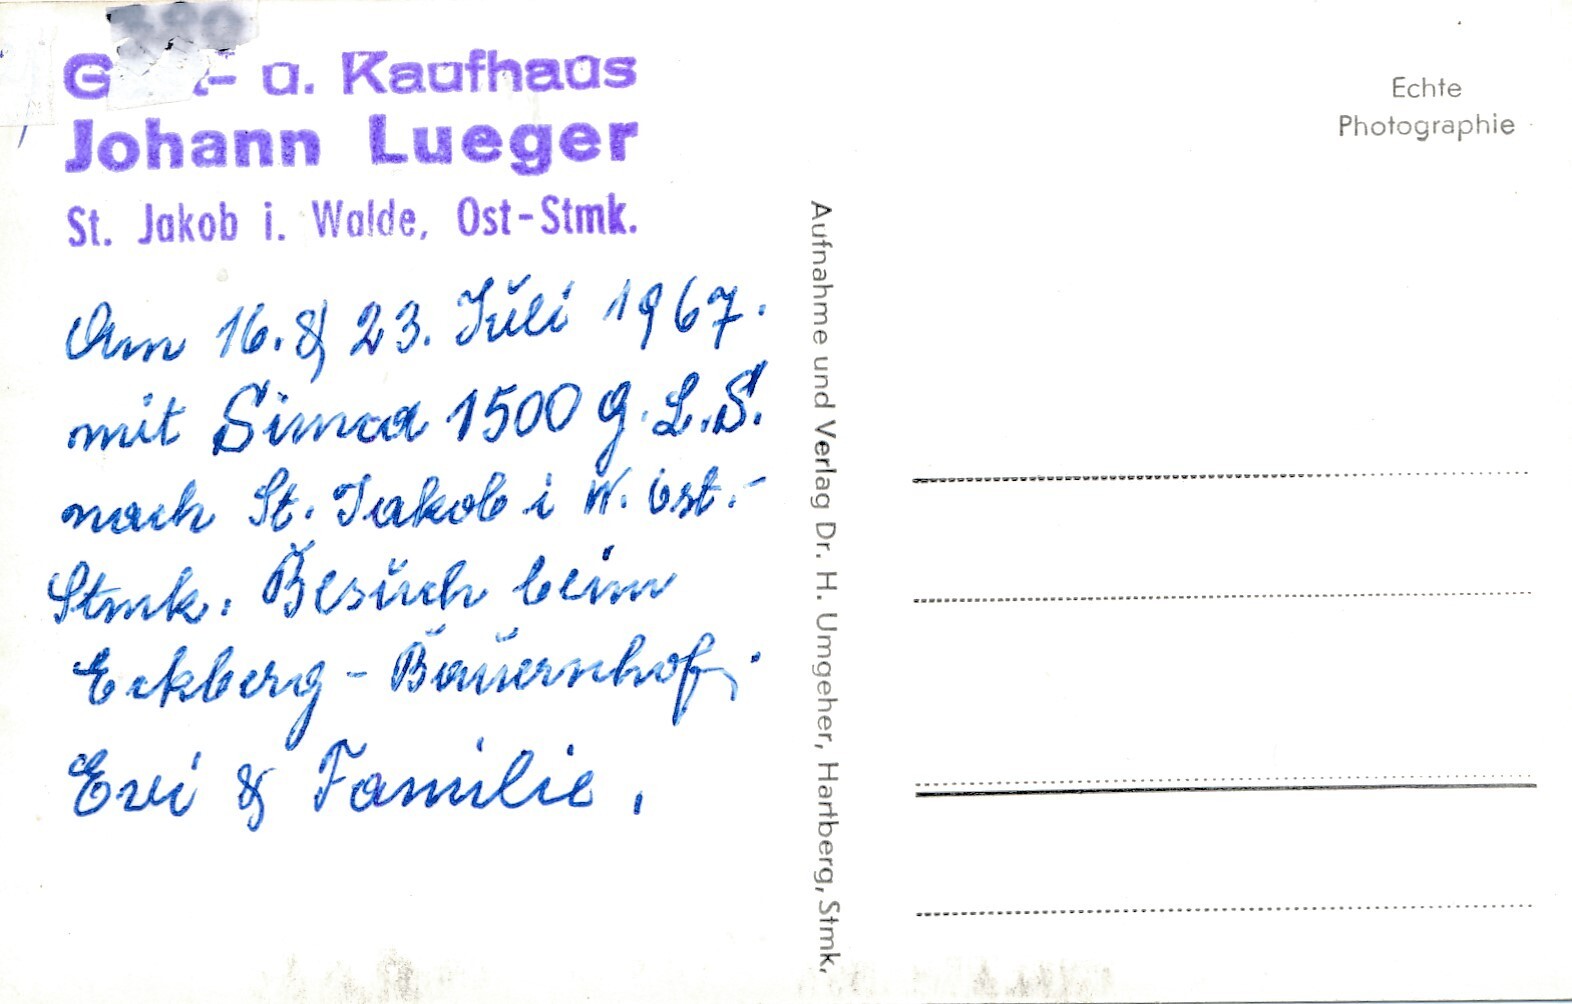 - u. Kaufhaus
Johann Lueger
St. Jakob i. Walde, Ost-Stmk.
Am 16. & 23. Juli 1967.
mit Simca 1500 G. L. S.
nach St. Jakob i W. Ost.-
Stmk. Besuch beim
Eckberg - Bauernhof.
Evi & Familie,
Aufnahme und Verlag Dr. H. Umgeher, Hartberg, Stmk.
Echte
Photographie